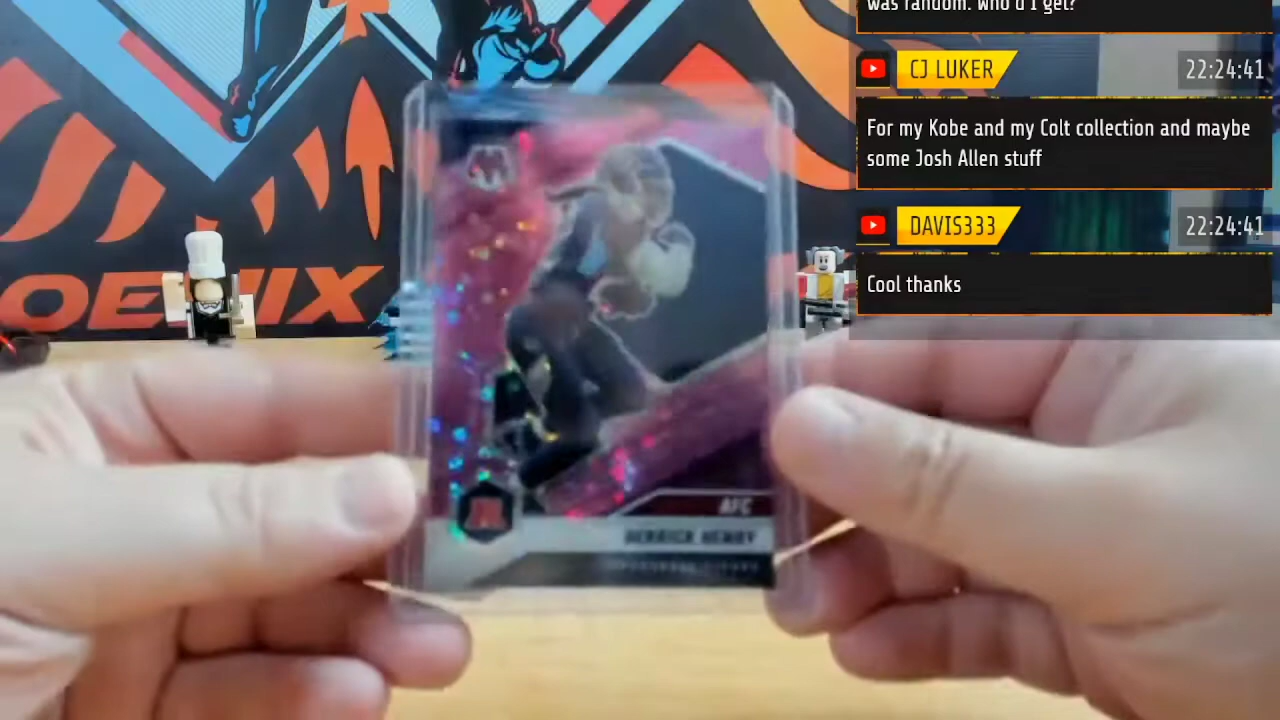 was random. Who'd I get?
CJ LUKER
22:24:41
For my Kobe and my Colt collection and maybe
some Josh Allen stuff
DAVIS333
22:24:41
Cool thanks
OENIX
AFC
DERRICK HENRY